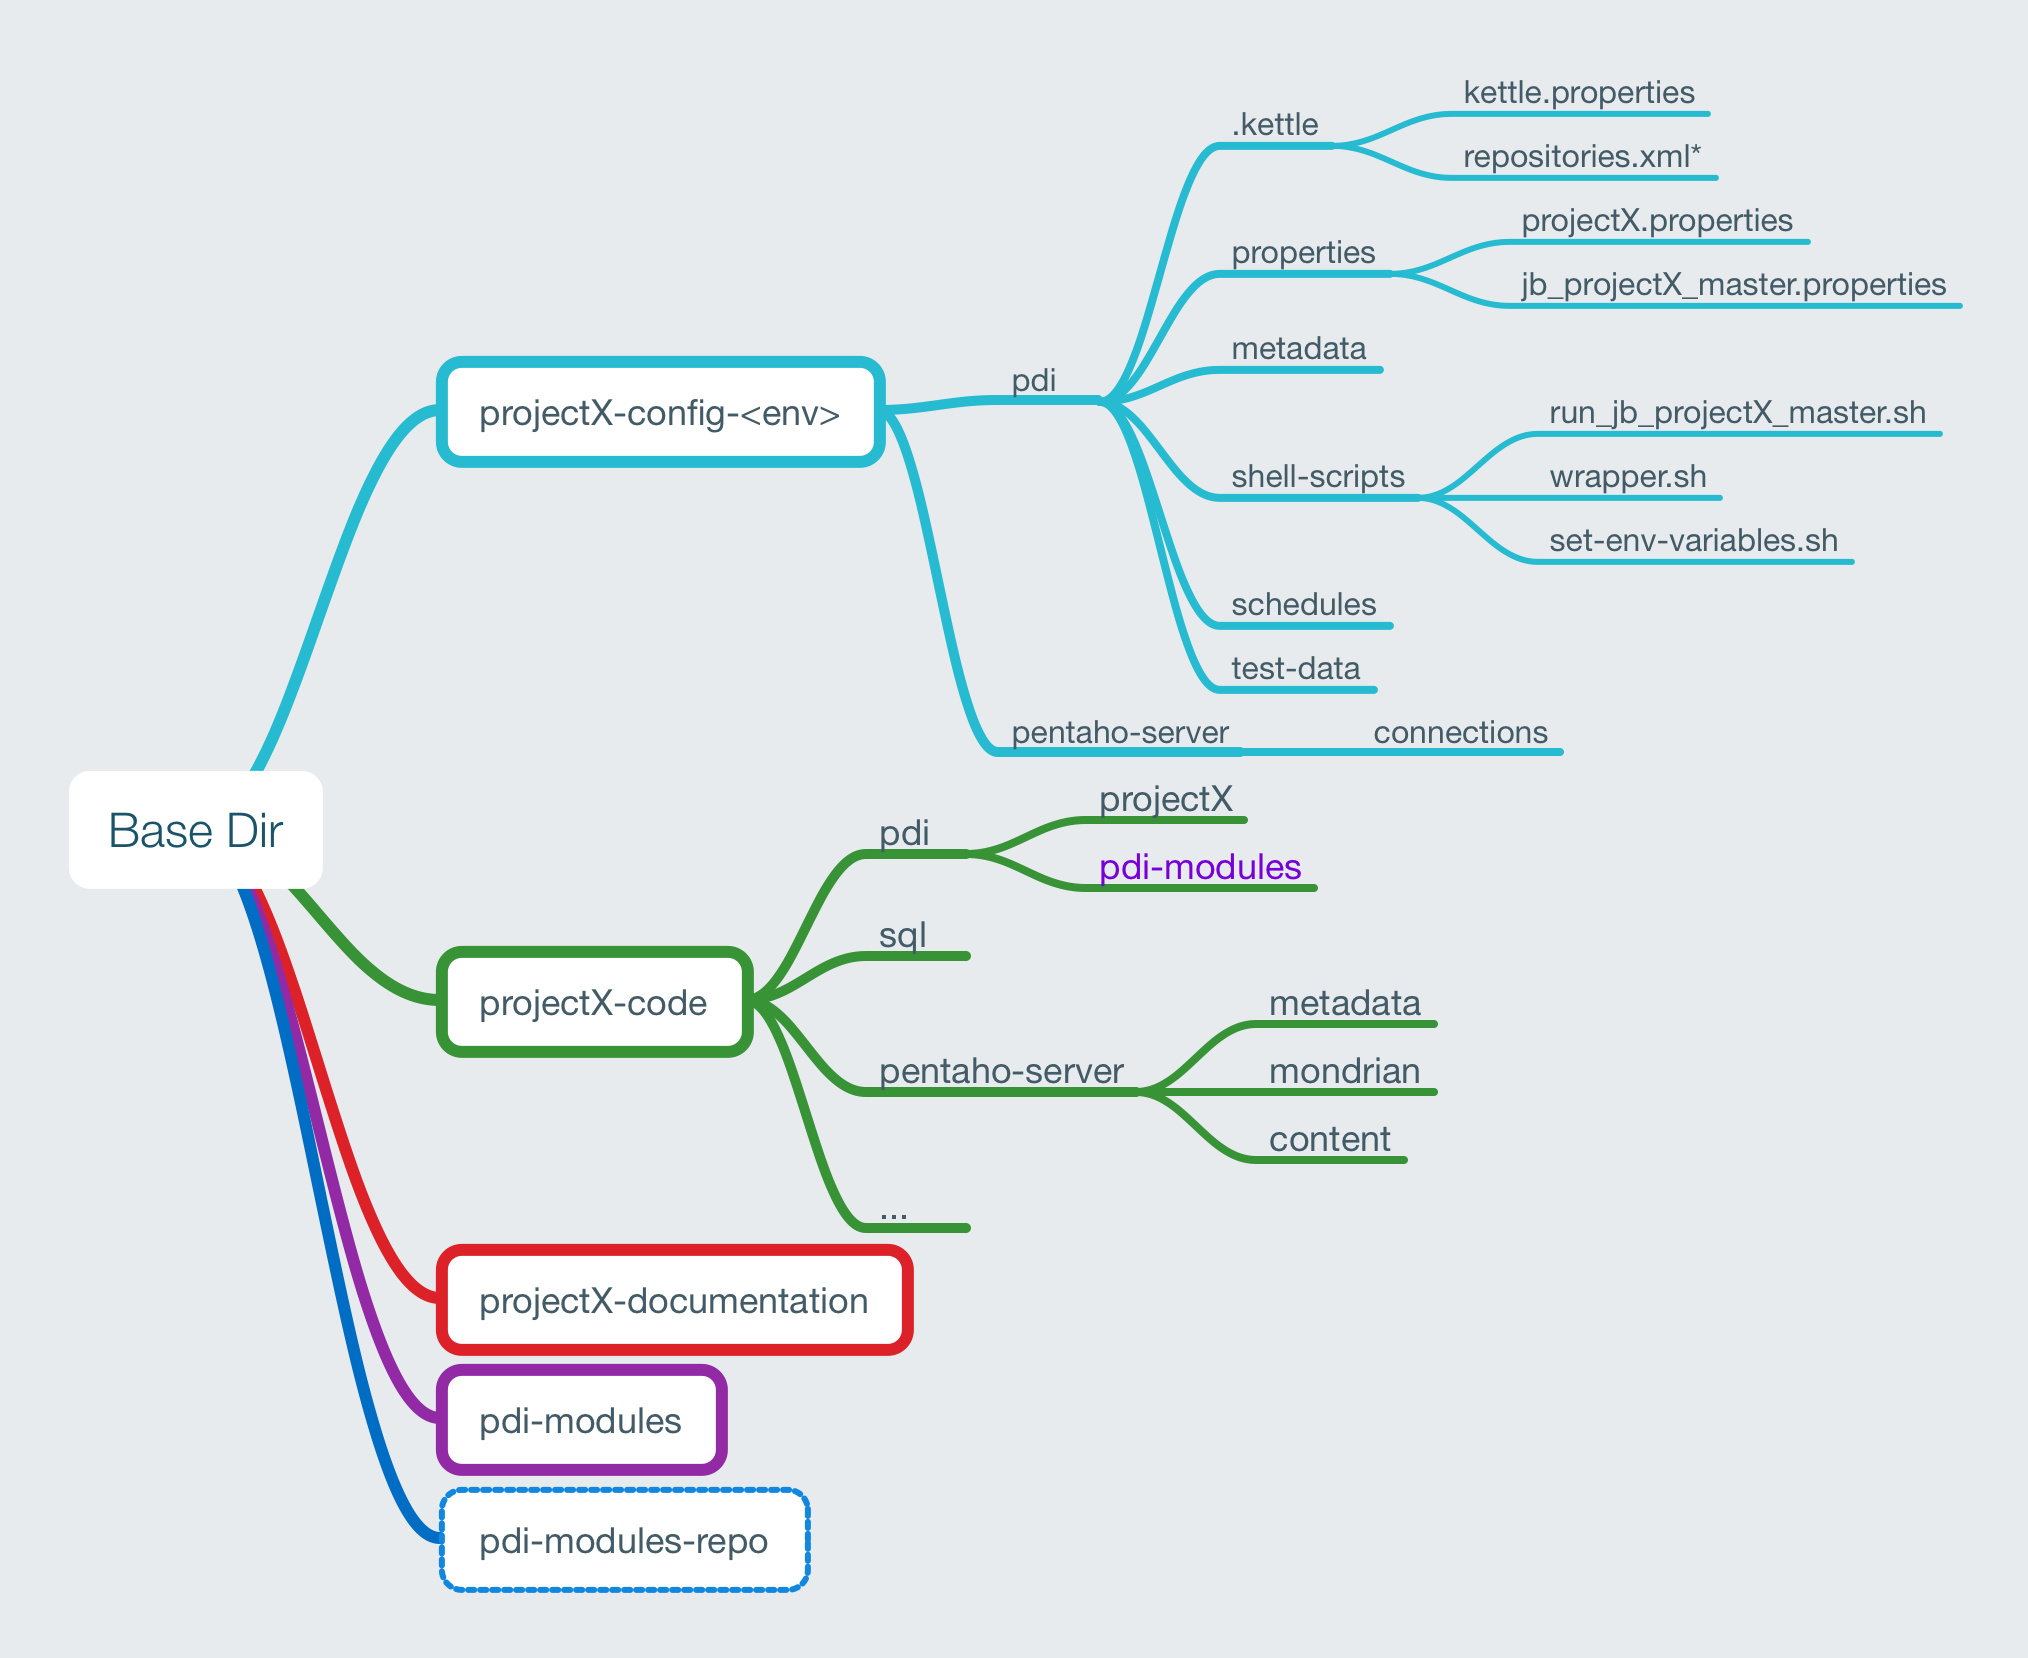 Base Dir
projectX-config-<env>
pdi
.kettle
kettle.properties
repositories.xml*
properties
projectX.properties
jb_projectX_master.properties
metadata
shell-scripts
run_jb_projectX_master.sh
wrapper.sh
set-env-variables.sh
schedules
test-data
pentaho-server
connections
projectX-code
pdi
projectX
pdi-modules
sql
pentaho-server
metadata
mondrian
content
...
projectX-documentation
pdi-modules
pdi-modules-repo